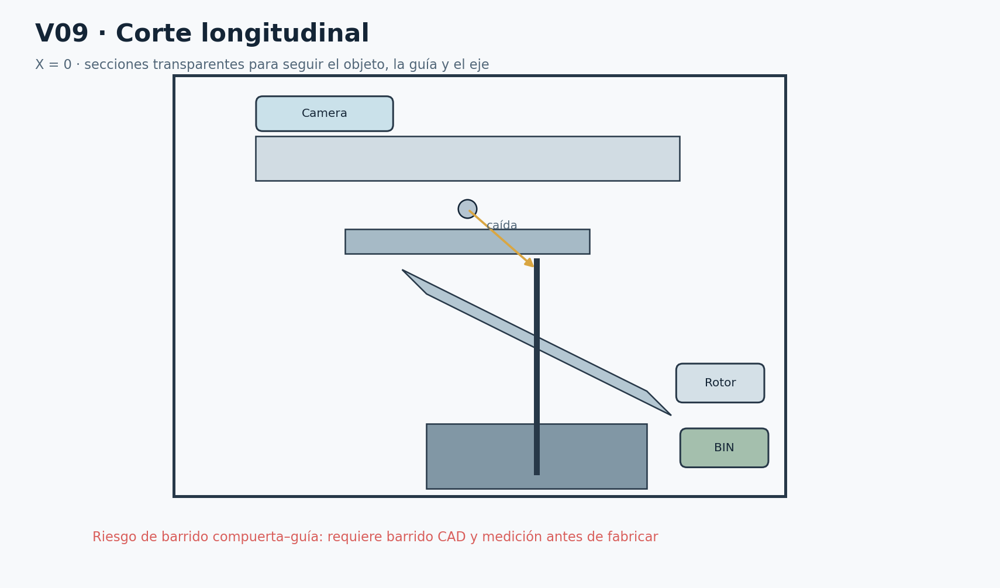 V09 · Corte longitudinal
X = 0 · secciones transparentes para seguir el objeto, la guía y el eje
Camera
caída
Rotor
BIN
Riesgo de barrido compuerta–guía: requiere barrido CAD y medición antes de fabricar